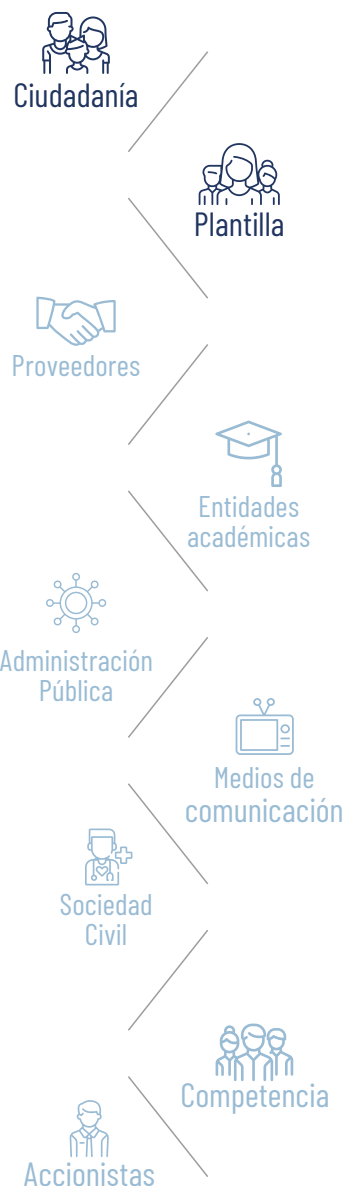 Ciudadanía
Plantilla
Proveedores
Entidades
académicas
Administración
Pública
Medios de
comunicación
Sociedad
Civil
Competencia
Accionistas